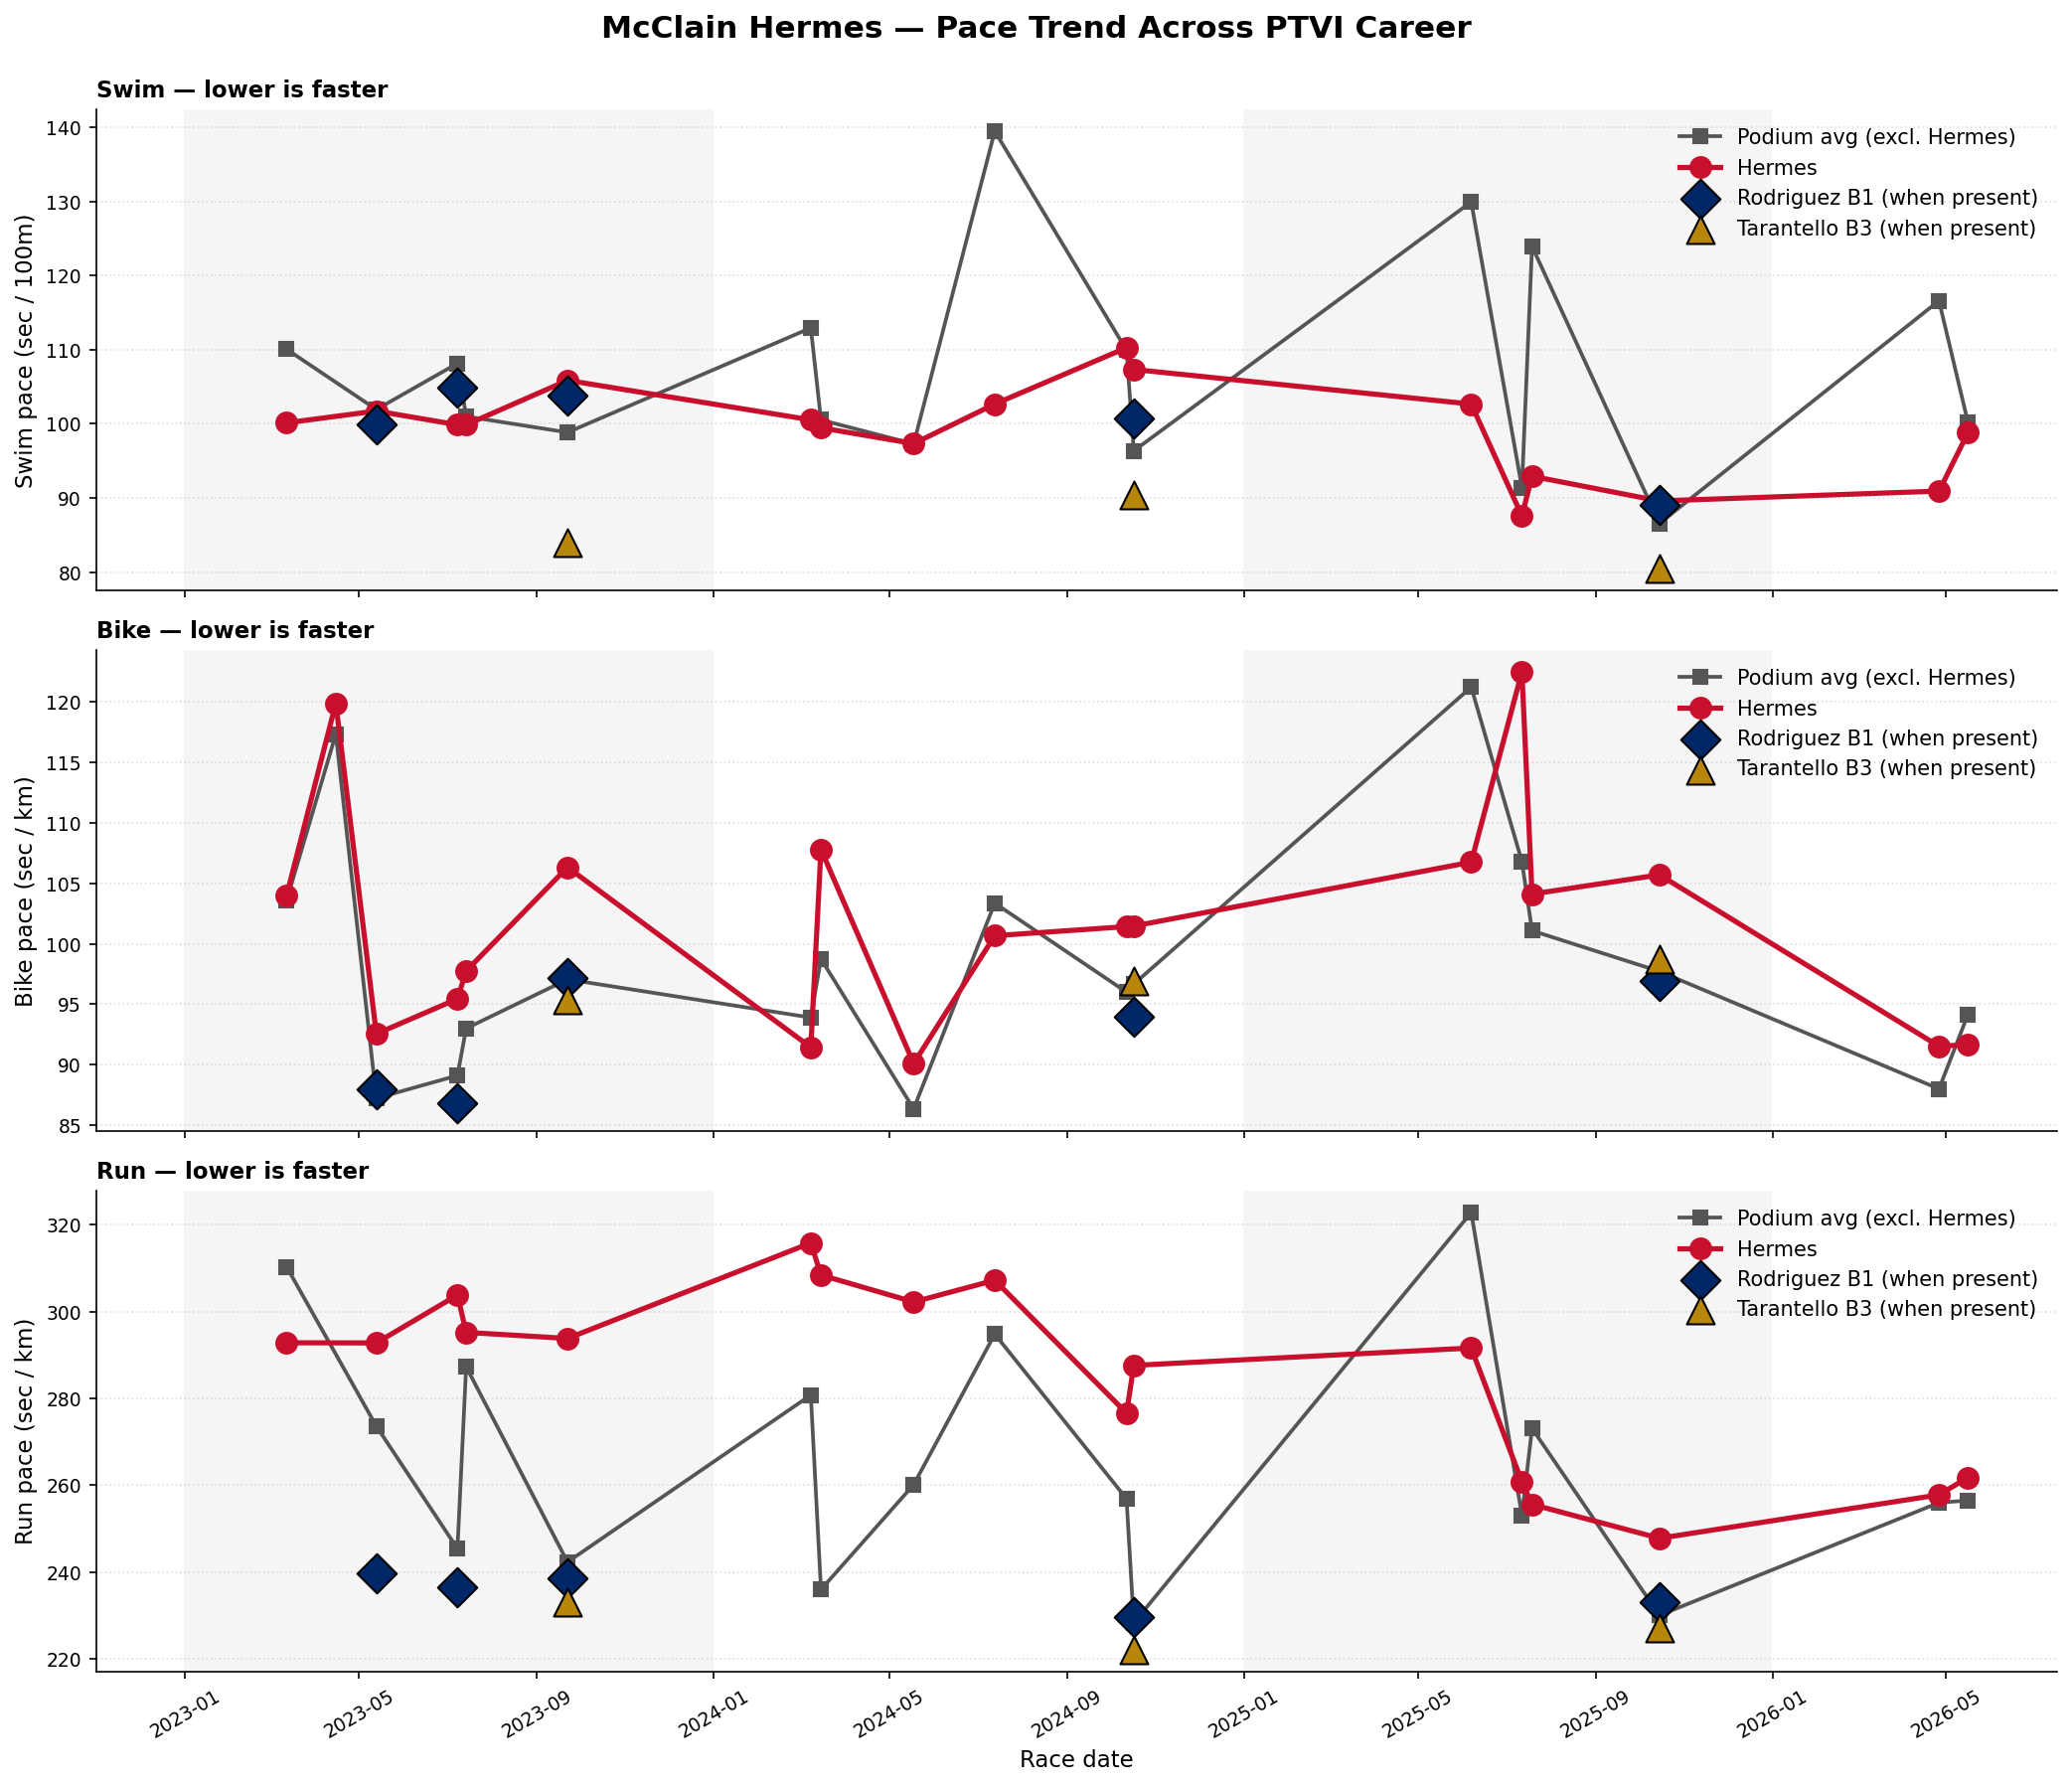 McClain Hermes — Pace Trend Across PTVI Career
Swim — lower is faster
Swim pace (sec / 100m)
140
130
120
110
100
90
80
Podium avg (excl. Hermes)
Hermes
Rodriguez B1 (when present)
Tarantello B3 (when present)
Bike — lower is faster
Bike pace (sec / km)
120
115
110
105
100
95
90
85
Podium avg (excl. Hermes)
Hermes
Rodriguez B1 (when present)
Tarantello B3 (when present)
Run — lower is faster
Run pace (sec / km)
320
300
280
260
240
220
Podium avg (excl. Hermes)
Hermes
Rodriguez B1 (when present)
Tarantello B3 (when present)
2023-01
2023-05
2023-09
2024-01
2024-05
2024-09
2025-01
2025-05
2025-09
2026-01
2026-05
Race date